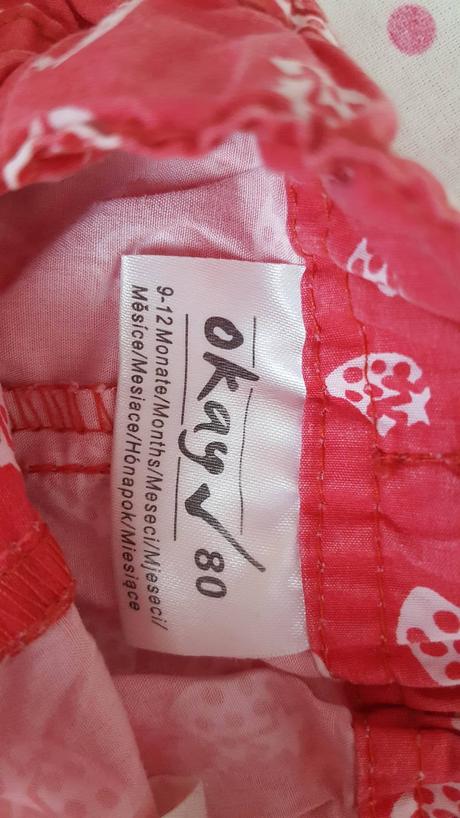 okay
80
9-12 Monate/Months/Meseci/Mjeseci/
Měsíce/Mesiace/Hónapok/Miesiące